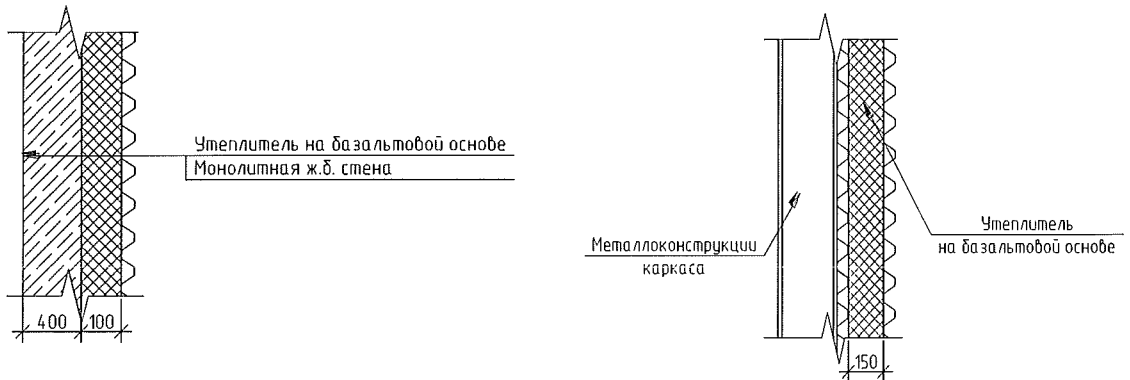 Утеплитель на базальтовой основе
Монолитная ж.б. стена
400
100
Металлоконструкции
каркаса
Утеплитель
на базальтовой основе
150